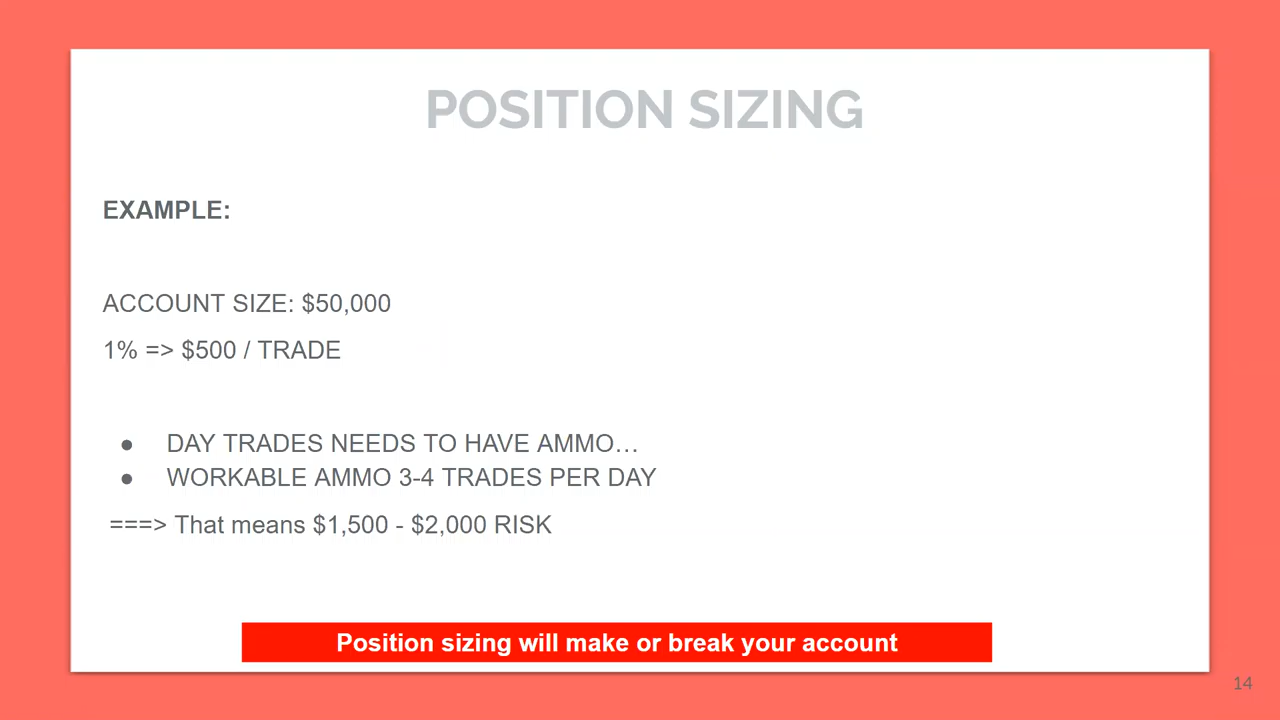 POSITION SIZING
EXAMPLE:
ACCOUNT SIZE: $50,000
1% => $500 / TRADE
● DAY TRADES NEEDS TO HAVE AMMO…
● WORKABLE AMMO 3-4 TRADES PER DAY
===> That means $1,500 - $2,000 RISK
Position sizing will make or break your account
14